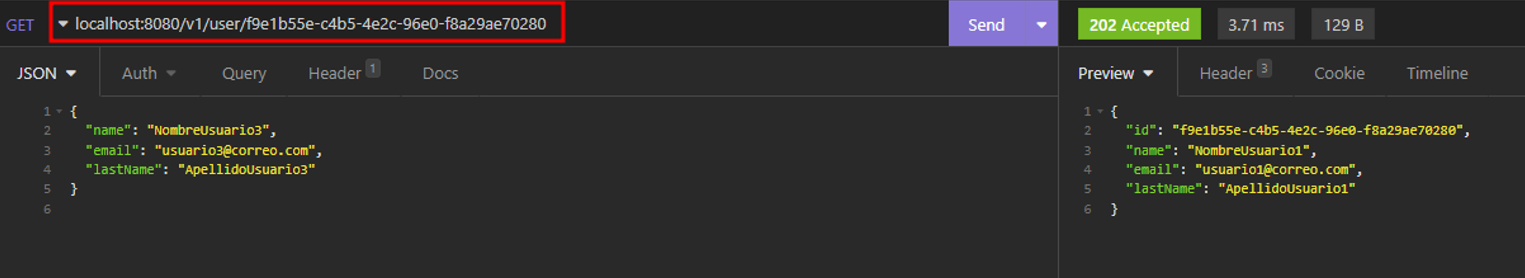 GET localhost:8080/v1/user/f9e1b55e-c4b5-4e2c-96e0-f8a29ae70280 Send 202 Accepted 3.71 ms 129 B
JSON Auth Query Header 1 Docs Preview Header 3 Cookie Timeline
1 {
2 "name": "NombreUsuario3",
3 "email": "usuario3@correo.com",
4 "lastName": "ApellidoUsuario3"
5 }
6
1 {
2 "id": "f9e1b55e-c4b5-4e2c-96e0-f8a29ae70280",
3 "name": "NombreUsuario1",
4 "email": "usuario1@correo.com",
5 "lastName": "ApellidoUsuario1"
6 }